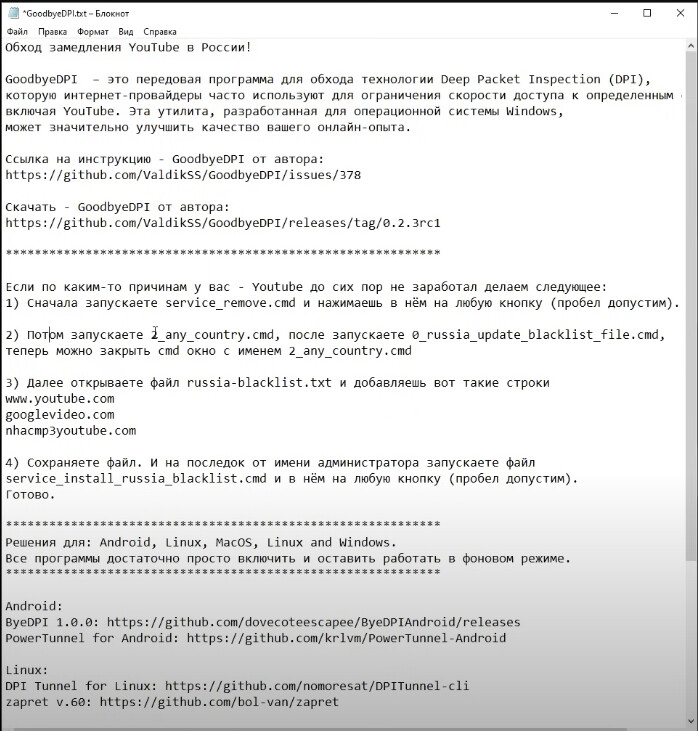 *GoodbyeDPI.txt – Блокнот
Файл Правка Формат Вид Справка
Обход замедления YouTube в России!
GoodbyeDPI – это передовая программа для обхода технологии Deep Packet Inspection (DPI),
которую интернет-провайдеры часто используют для ограничения скорости доступа к определенным
включая YouTube. Эта утилита, разработанная для операционной системы Windows,
может значительно улучшить качество вашего онлайн-опыта.
Ссылка на инструкцию - GoodbyeDPI от автора:
https://github.com/ValdikSS/GoodbyeDPI/issues/378
Скачать - GoodbyeDPI от автора:
https://github.com/ValdikSS/GoodbyeDPI/releases/tag/0.2.3rc1
************************************************************
Если по каким-то причинам у вас - Youtube до сих пор не заработал делаем следующее:
1) Сначала запускаете service_remove.cmd и нажимаешь в нём на любую кнопку (пробел допустим).
2) Потом запускаете 2_any_country.cmd, после запускаете 0_russia_update_blacklist_file.cmd,
теперь можно закрыть cmd окно с именем 2_any_country.cmd
3) Далее открываете файл russia-blacklist.txt и добавляешь вот такие строки
www.youtube.com
googlevideo.com
nhacmp3youtube.com
4) Сохраняете файл. И на последок от имени администратора запускаете файл
service_install_russia_blacklist.cmd и в нём на любую кнопку (пробел допустим).
Готово.
************************************************************
Решения для: Android, Linux, MacOS, Linux and Windows.
Все программы достаточно просто включить и оставить работать в фоновом режиме.
************************************************************
Android:
ByeDPI 1.0.0: https://github.com/dovecoteescapee/ByeDPIAndroid/releases
PowerTunnel for Android: https://github.com/krlvm/PowerTunnel-Android
Linux:
DPI Tunnel for Linux: https://github.com/nomoresat/DPITunnel-cli
zapret v.60: https://github.com/bol-van/zapret